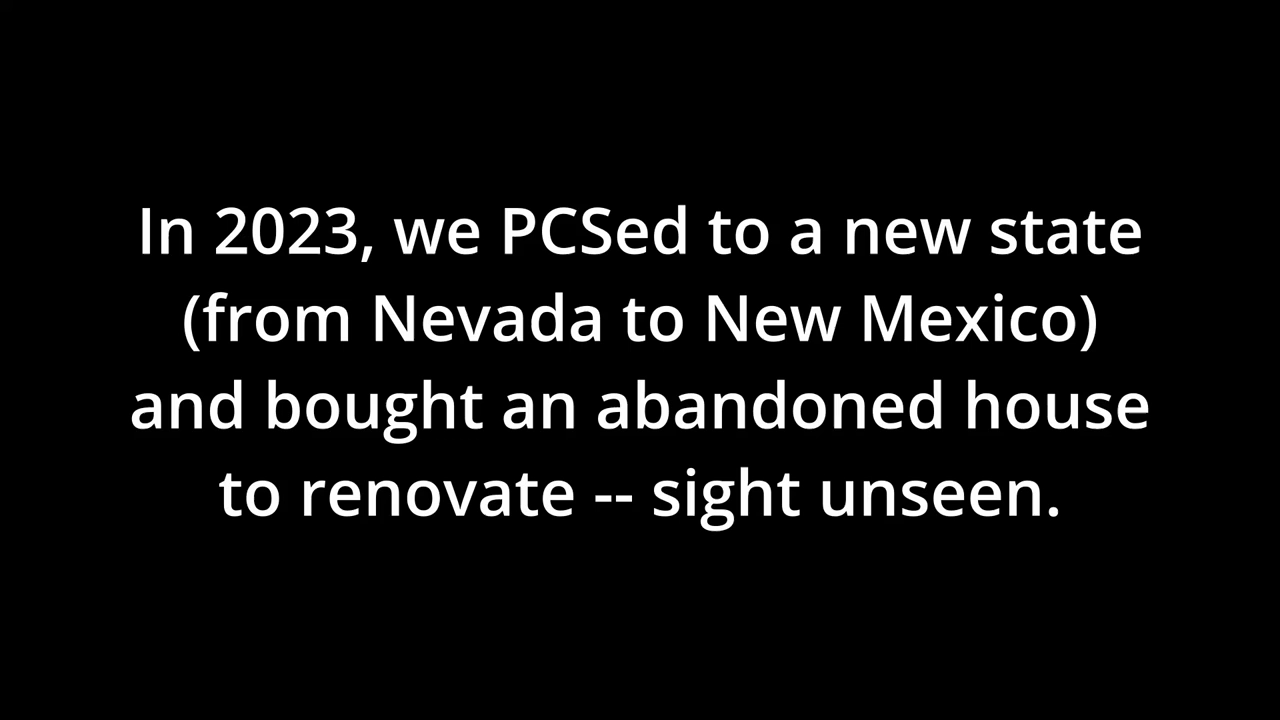 In 2023, we PCSed to a new state
(from Nevada to New Mexico)
and bought an abandoned house
to renovate -- sight unseen.